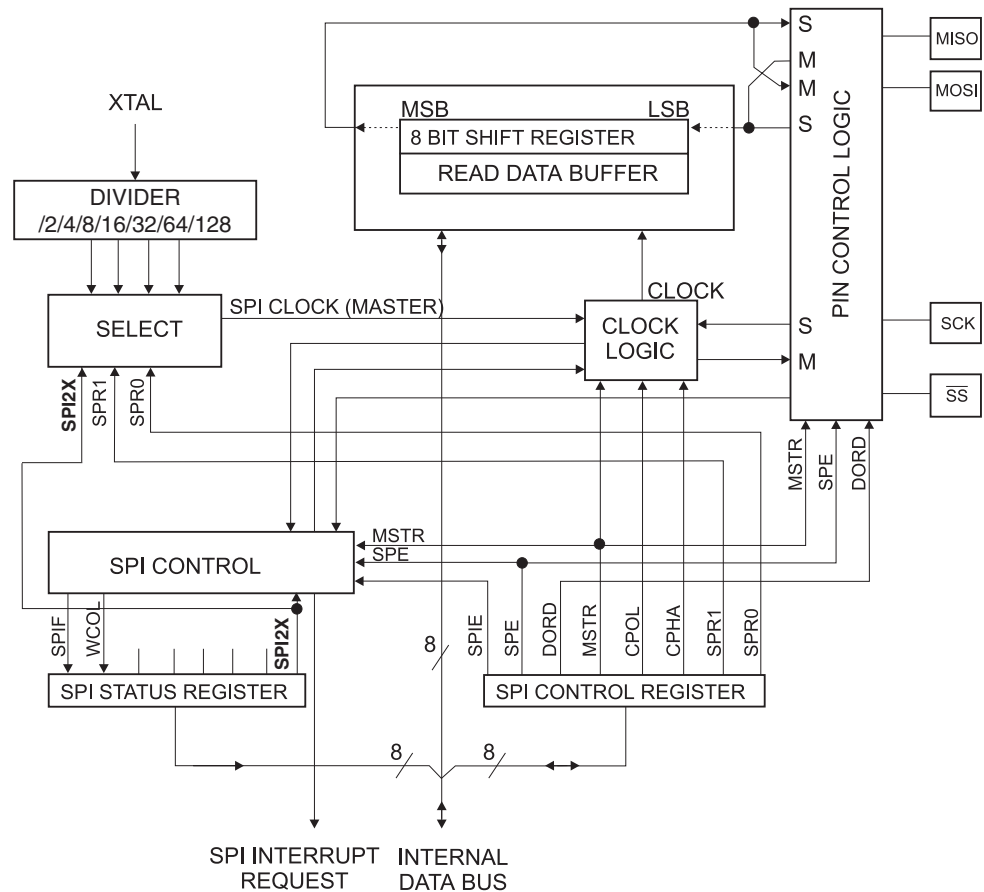 S
MISO
M
XTAL
MSB
LSB
M
MOSI
8 BIT SHIFT REGISTER
S
READ DATA BUFFER
DIVIDER
/2/4/8/16/32/64/128
PIN CONTROL LOGIC
SPI CLOCK (MASTER)
CLOCK
SELECT
CLOCK
LOGIC
S
SCK
M
SPI2X
SPR1
SPR0
SS
MSTR
SPE
DORD
SPI CONTROL
MSTR
SPE
SPIF
WCOL
SPI2X
8
SPIE
SPE
DORD
MSTR
CPOL
CPHA
SPR1
SPR0
SPI STATUS REGISTER
SPI CONTROL REGISTER
8
8
SPI INTERRUPT
REQUEST
INTERNAL
DATA BUS